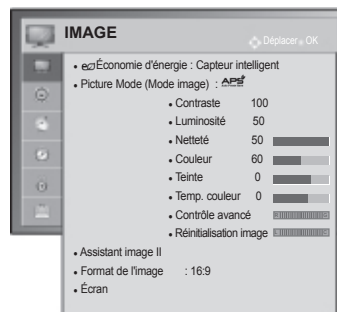 IMAGE
Déplacer OK
• Économie d'énergie : Capteur intelligent
• Picture Mode (Mode image) : APS
• Contraste 100
• Luminosité 50
• Netteté 50
• Couleur 60
• Teinte 0
• Temp. couleur 0
• Contrôle avancé
• Réinitialisation image
• Assistant image II
• Format de l'image : 16:9
• Écran